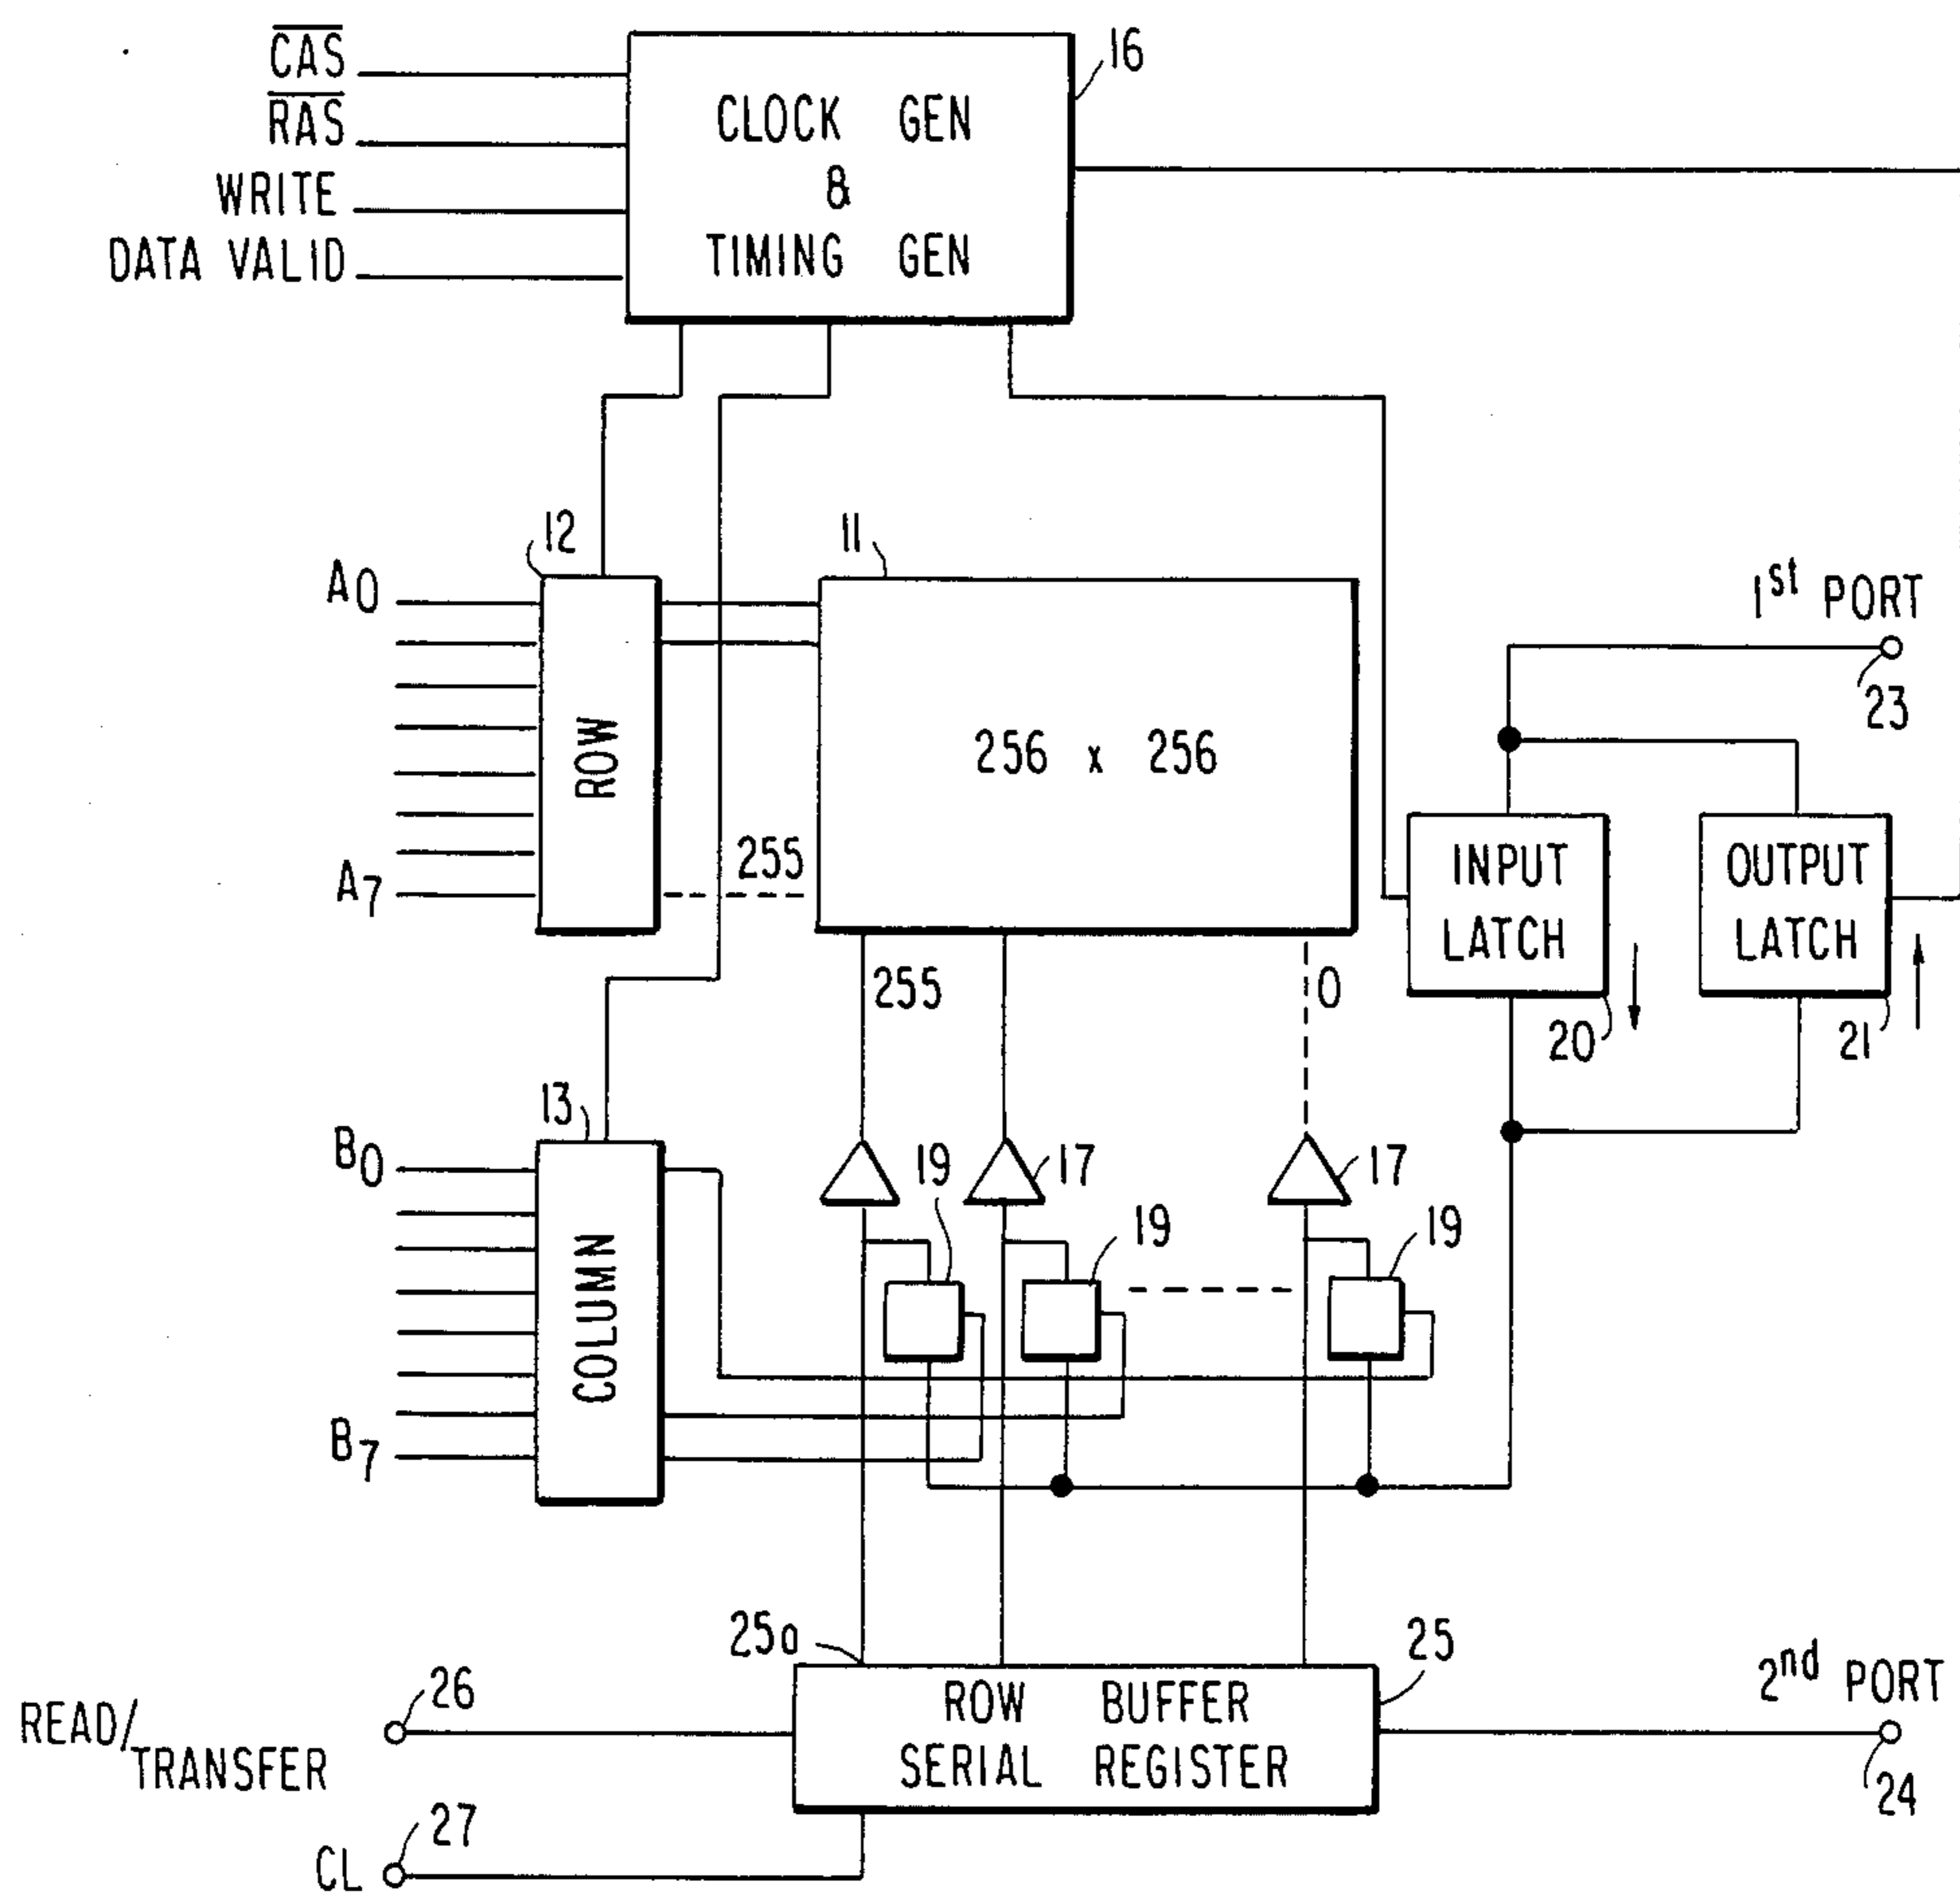 CAS
RAS
WRITE
DATA VALID
CLOCK GEN
&
TIMING GEN
16
12
11
A0
A7
ROW
255
256 x 256
1st PORT
23
INPUT
LATCH
OUTPUT
LATCH
20
21
255
0
13
B0
B7
COLUMN
19
17
17
19
19
25a
25
ROW BUFFER
SERIAL REGISTER
READ/
TRANSFER
26
CL
27
2nd PORT
24